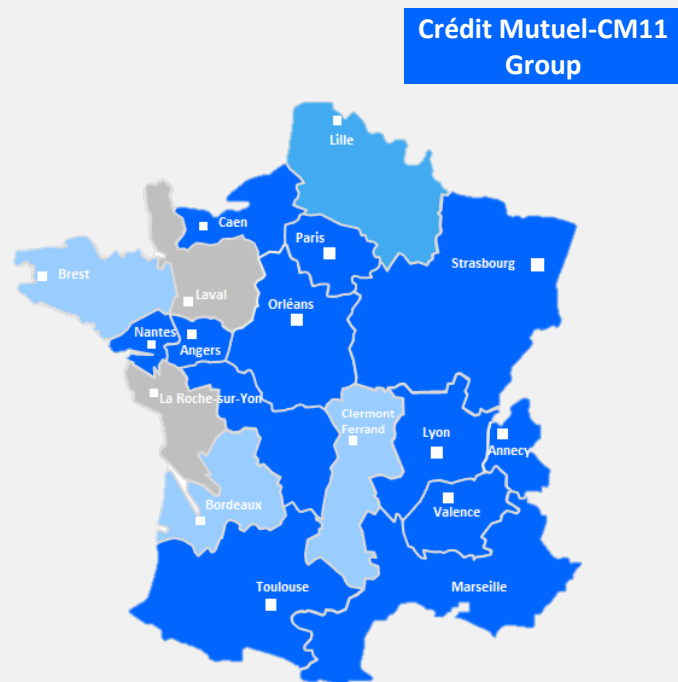 Crédit Mutuel-CM11
Group
Lille
Caen
Paris
Strasbourg
Brest
Laval
Orléans
Nantes
Angers
La Roche-sur-Yon
Clermont
Ferrand
Lyon
Annecy
Bordeaux
Valence
Toulouse
Marseille